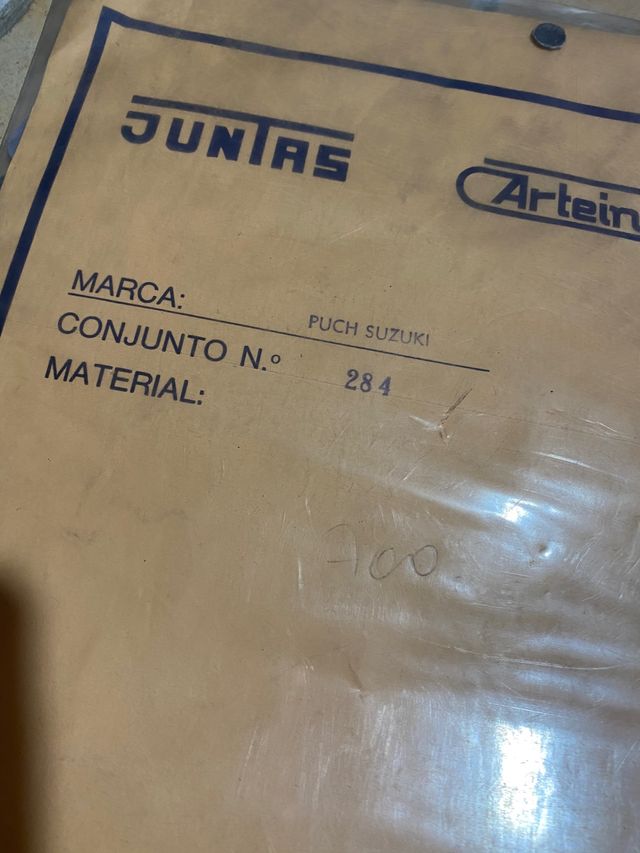 JUNTAS
Artein
MARCA: PUCH SUZUKI
CONJUNTO N.º 284
MATERIAL:
700